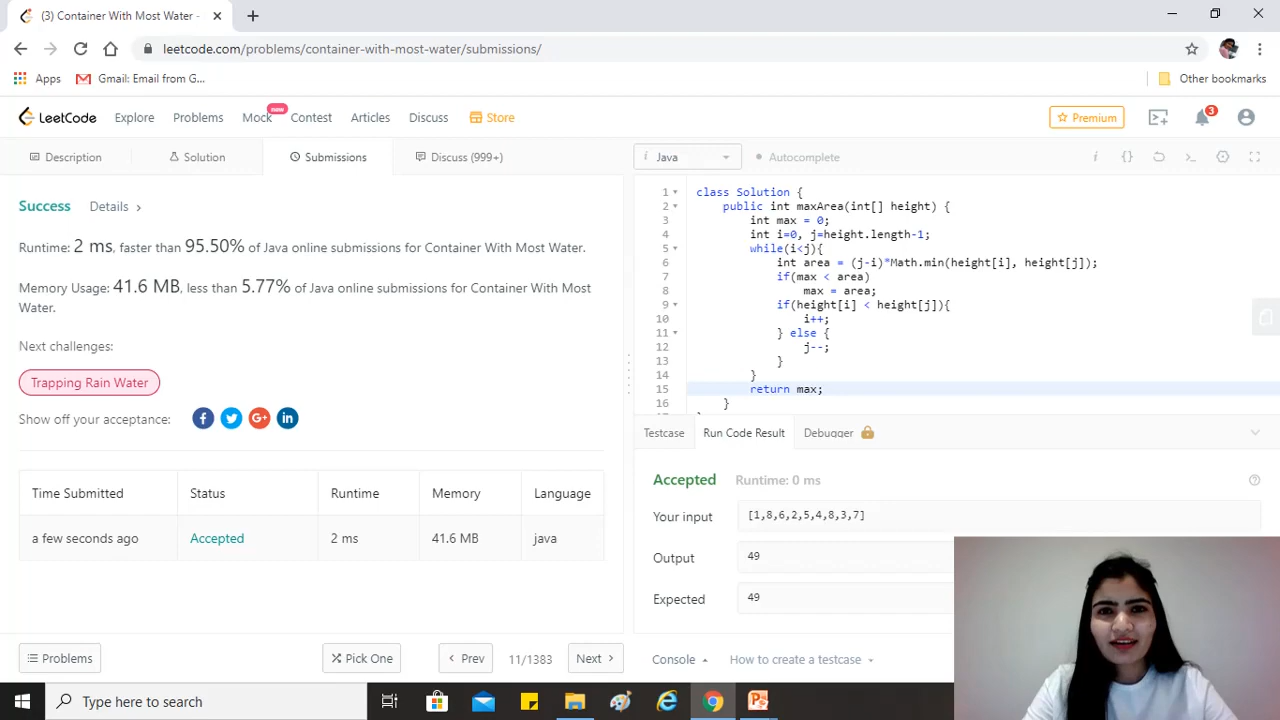 (3) Container With Most Water -
leetcode.com/problems/container-with-most-water/submissions/
Apps
Gmail: Email from G...
Other bookmarks
LeetCode
Explore
Problems
Mock
new
Contest
Articles
Discuss
Store
Premium
3
Description
Solution
Submissions
Discuss (999+)
i Java
Autocomplete
Success
Details >
Runtime: 2 ms, faster than 95.50% of Java online submissions for Container With Most Water.
Memory Usage: 41.6 MB, less than 5.77% of Java online submissions for Container With Most
Water.
Next challenges:
Trapping Rain Water
Show off your acceptance:
Time Submitted
Status
Runtime
Memory
Language
a few seconds ago
Accepted
2 ms
41.6 MB
java
Problems
Pick One
Prev
11/1383
Next
1 class Solution {
2 public int maxArea(int[] height) {
3 int max = 0;
4 int i=0, j=height.length-1;
5 while(i<j){
6 int area = (j-i)*Math.min(height[i], height[j]);
7 if(max < area)
8 max = area;
9 if(height[i] < height[j]){
10 i++;
11 } else {
12 j--;
13 }
14 }
15 return max;
16 }
Testcase
Run Code Result
Debugger
Accepted
Runtime: 0 ms
Your input
[1,8,6,2,5,4,8,3,7]
Output
49
Expected
49
Console
How to create a testcase
Type here to search